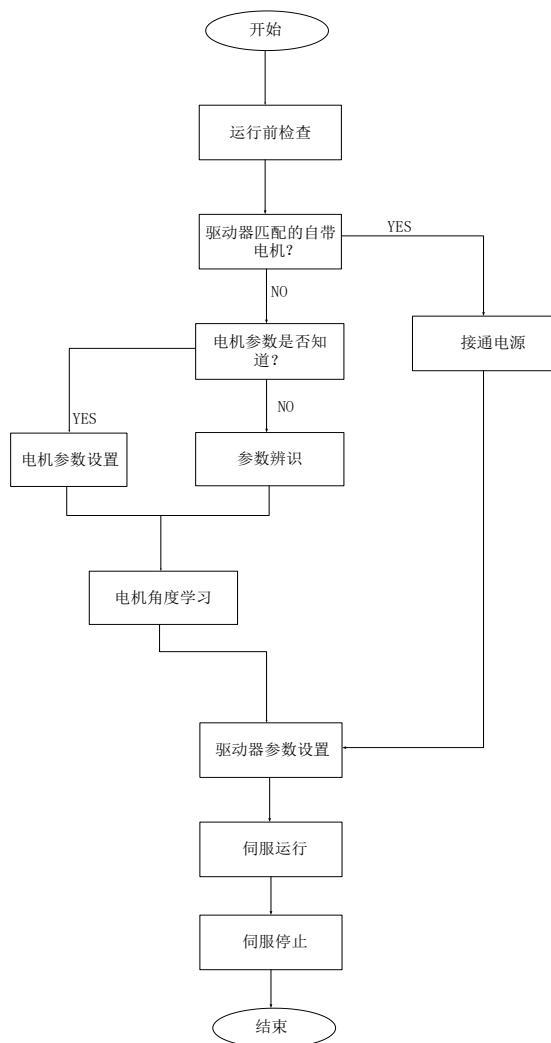 开始
运行前检查
驱动器匹配的自带
电机?
YES
NO
电机参数是否知
道?
接通电源
YES
NO
电机参数设置
参数辨识
电机角度学习
驱动器参数设置
伺服运行
伺服停止
结束